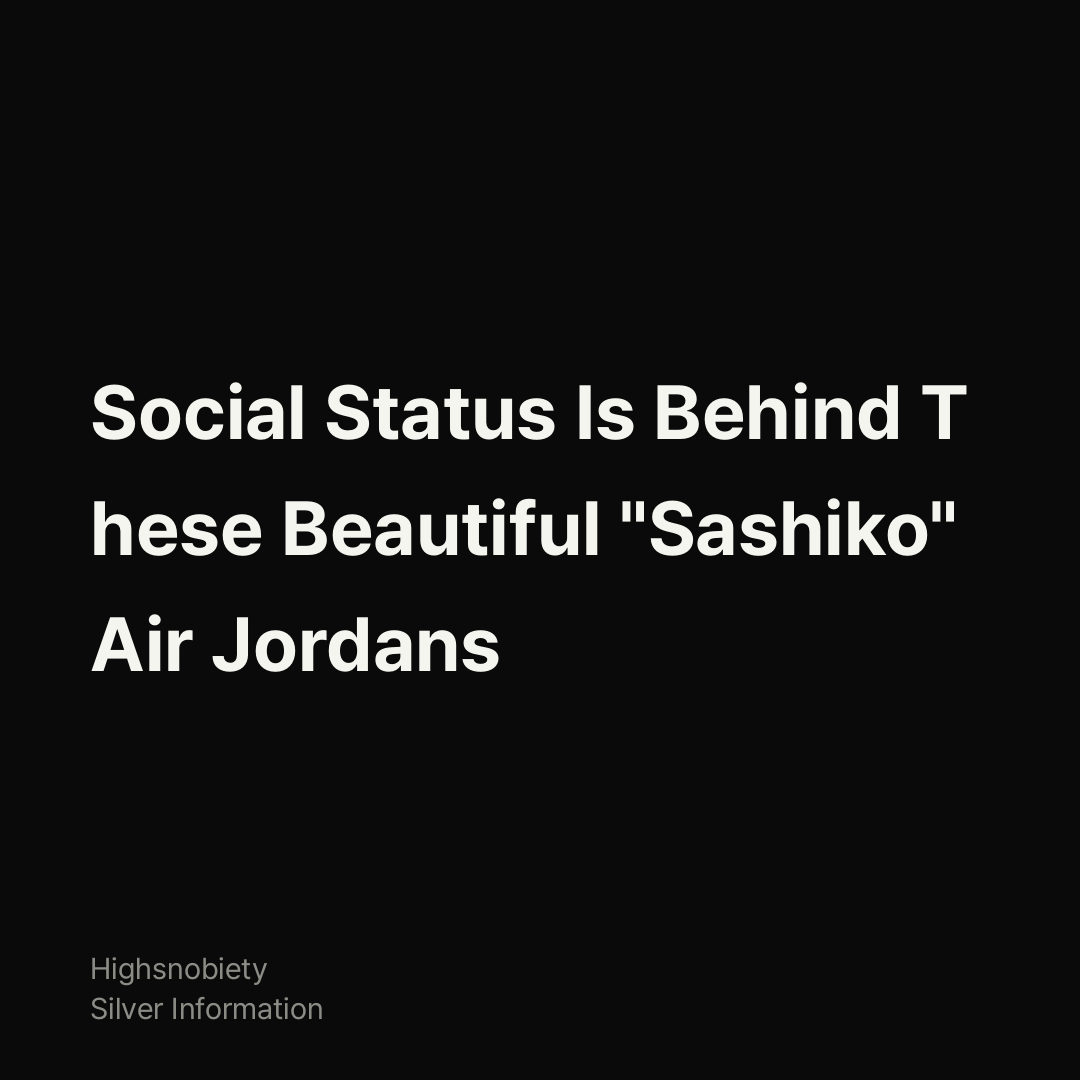 Social Status Is Behind T
hese Beautiful "Sashiko"
Air Jordans
Highsnobiety
Silver Information